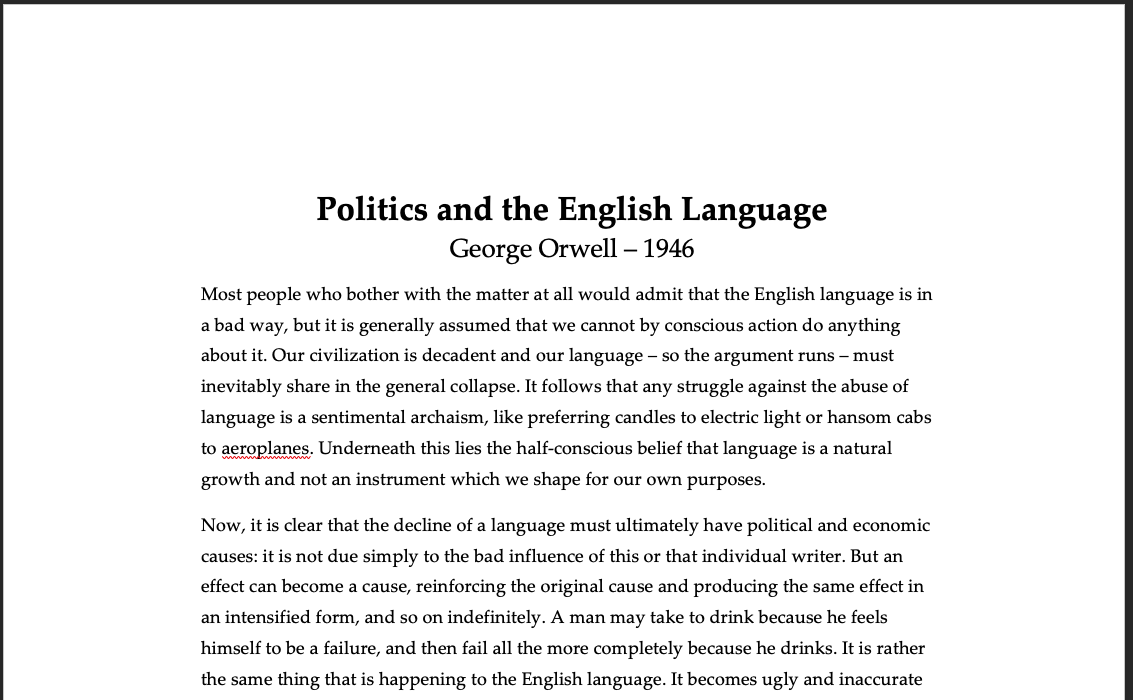 Politics and the English Language
George Orwell – 1946
Most people who bother with the matter at all would admit that the English language is in
a bad way, but it is generally assumed that we cannot by conscious action do anything
about it. Our civilization is decadent and our language – so the argument runs – must
inevitably share in the general collapse. It follows that any struggle against the abuse of
language is a sentimental archaism, like preferring candles to electric light or hansom cabs
to aeroplanes. Underneath this lies the half-conscious belief that language is a natural
growth and not an instrument which we shape for our own purposes.
Now, it is clear that the decline of a language must ultimately have political and economic
causes: it is not due simply to the bad influence of this or that individual writer. But an
effect can become a cause, reinforcing the original cause and producing the same effect in
an intensified form, and so on indefinitely. A man may take to drink because he feels
himself to be a failure, and then fail all the more completely because he drinks. It is rather
the same thing that is happening to the English language. It becomes ugly and inaccurate